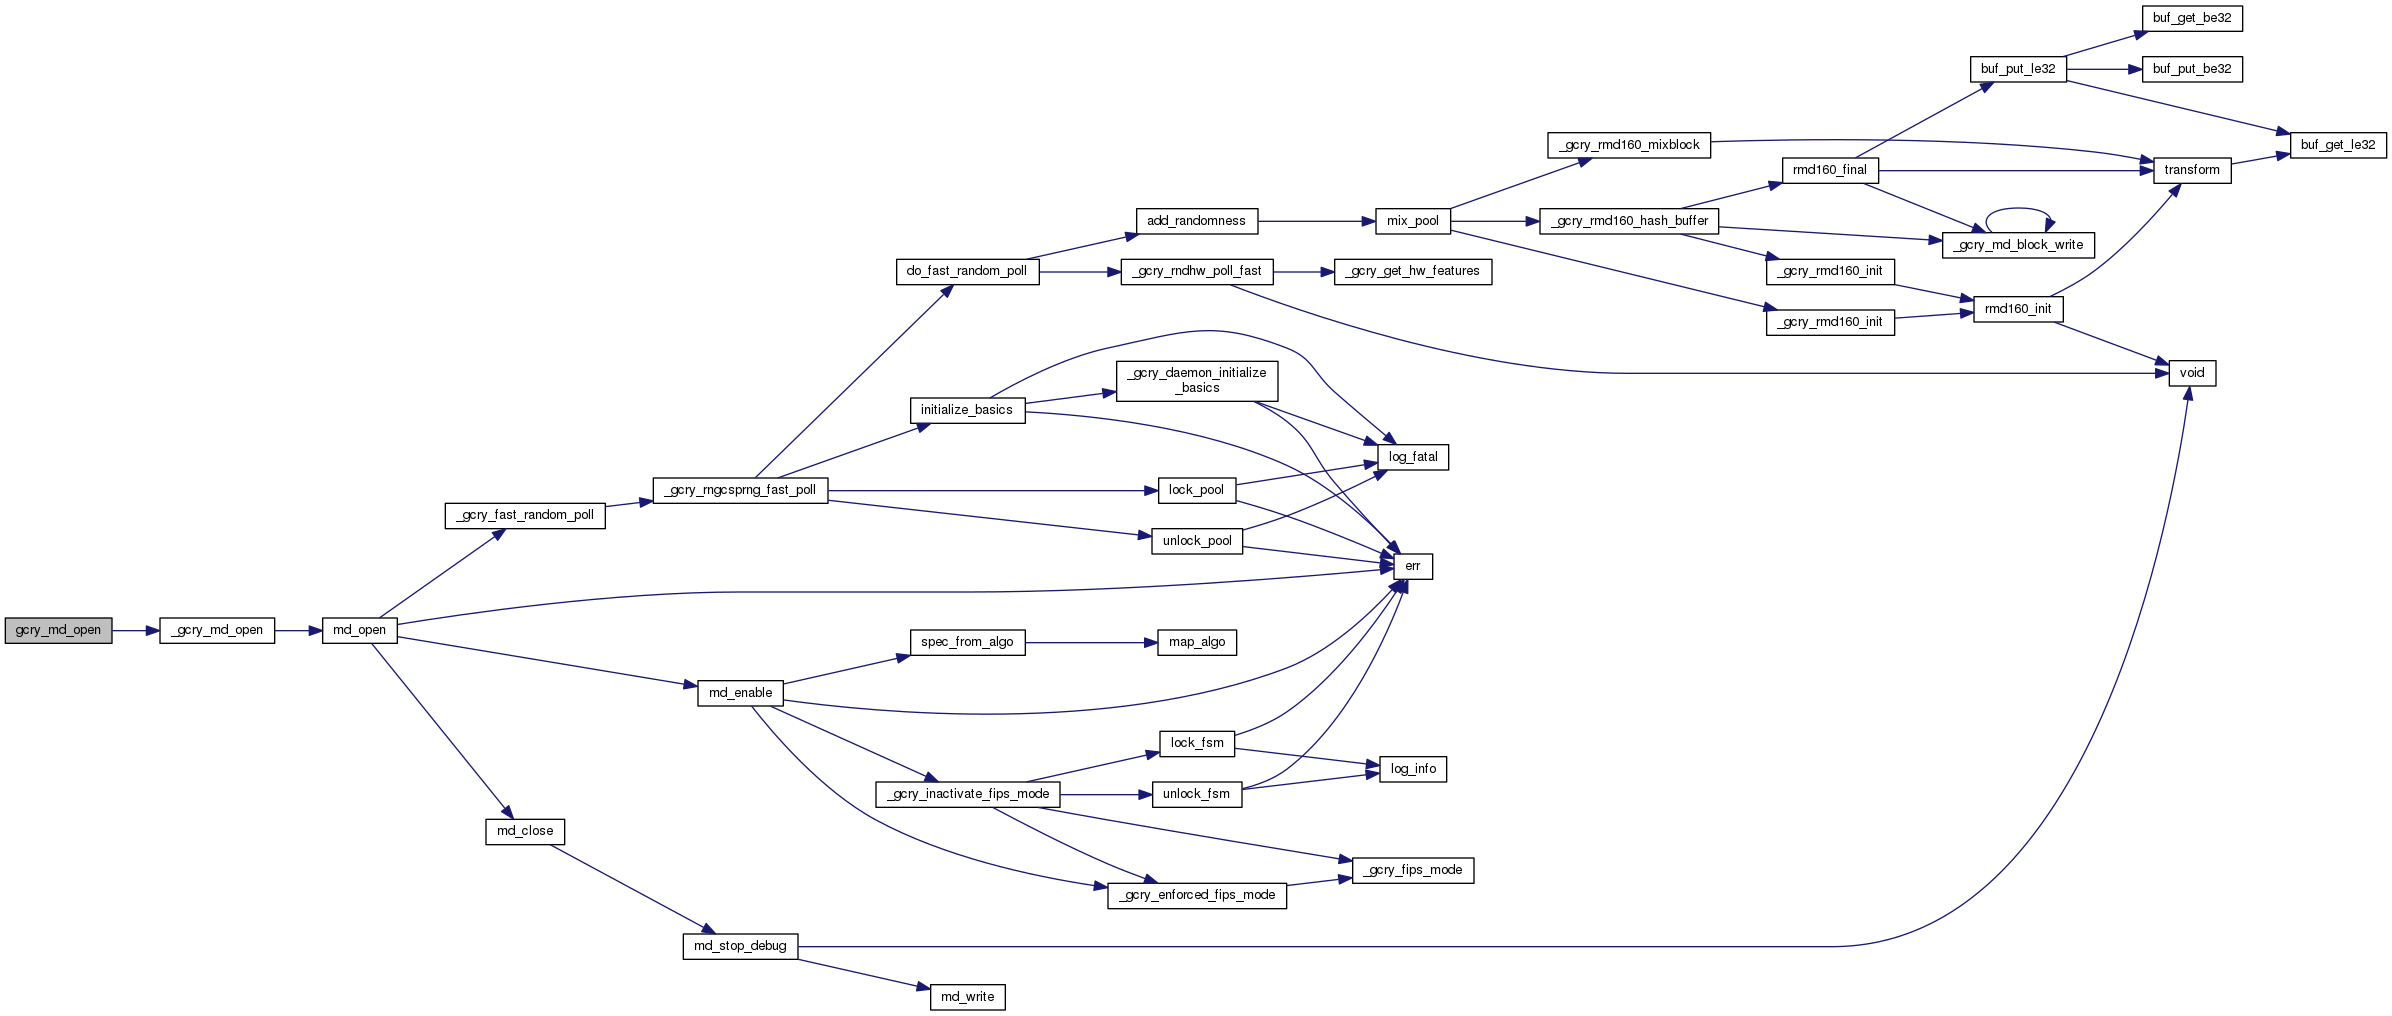 buf_get_be32
buf_put_le32
buf_put_be32
_gcry_rmd160_mixblock
buf_get_le32
rmd160_final
transform
add_randomness
mix_pool
_gcry_rmd160_hash_buffer
_gcry_md_block_write
do_fast_random_poll
_gcry_rndhw_poll_fast
_gcry_get_hw_features
_gcry_rmd160_init
rmd160_init
_gcry_rmd160_init
_gcry_daemon_initialize
_basics
void
initialize_basics
log_fatal
_gcry_rngcsprng_fast_poll
lock_pool
_gcry_fast_random_poll
unlock_pool
err
gcry_md_open
_gcry_md_open
md_open
spec_from_algo
map_algo
md_enable
lock_fsm
log_info
_gcry_inactivate_fips_mode
unlock_fsm
md_close
_gcry_fips_mode
_gcry_enforced_fips_mode
md_stop_debug
md_write